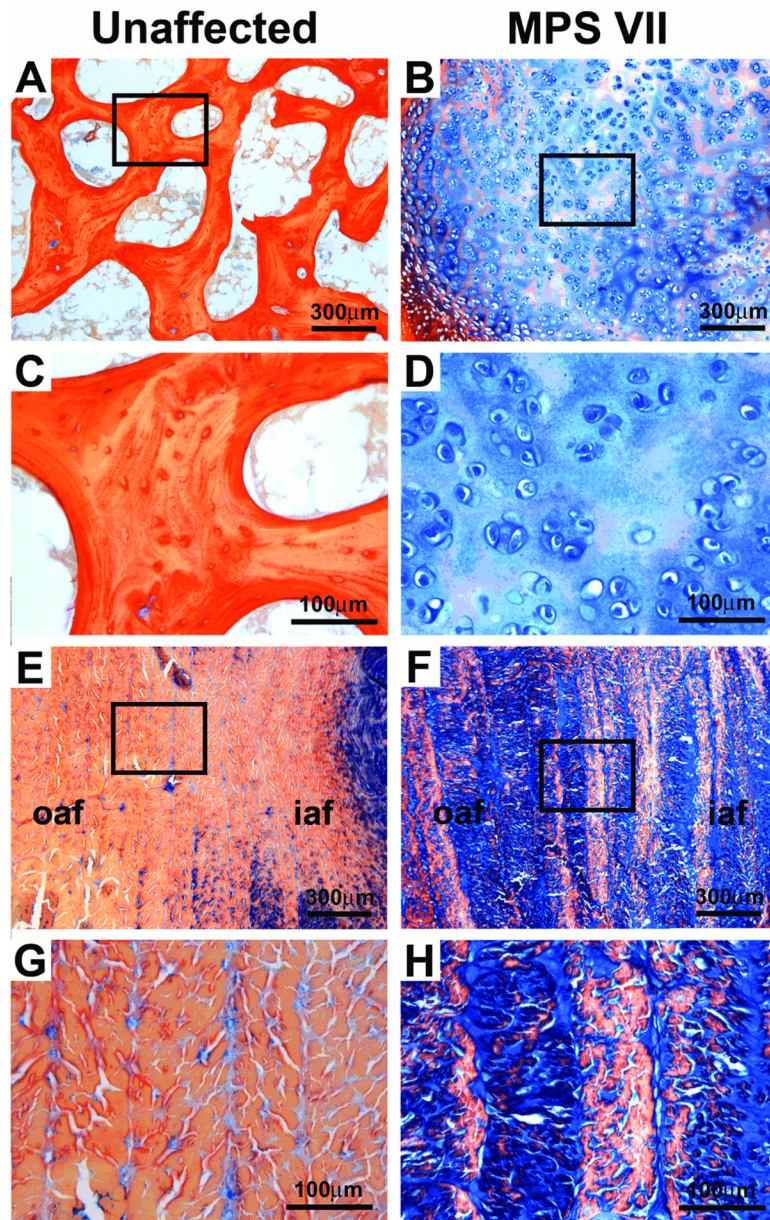 Unaffected MPS VII
A B
300μm 300μm
C D
100μm 100μm
E F
oaf iaf oaf iaf
300μm 300μm
G H
100μm 100μm